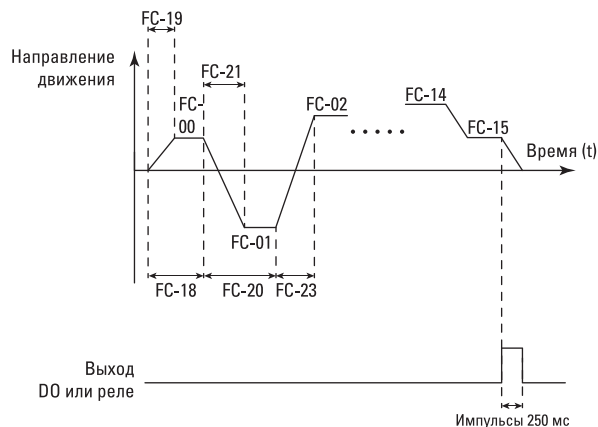 FC-19
Направление
движения
FC-21
FC-
00
FC-02
FC-14
FC-15
Время (t)
FC-01
FC-18
FC-20
FC-23
Выход
DO или реле
Импульсы 250 мс